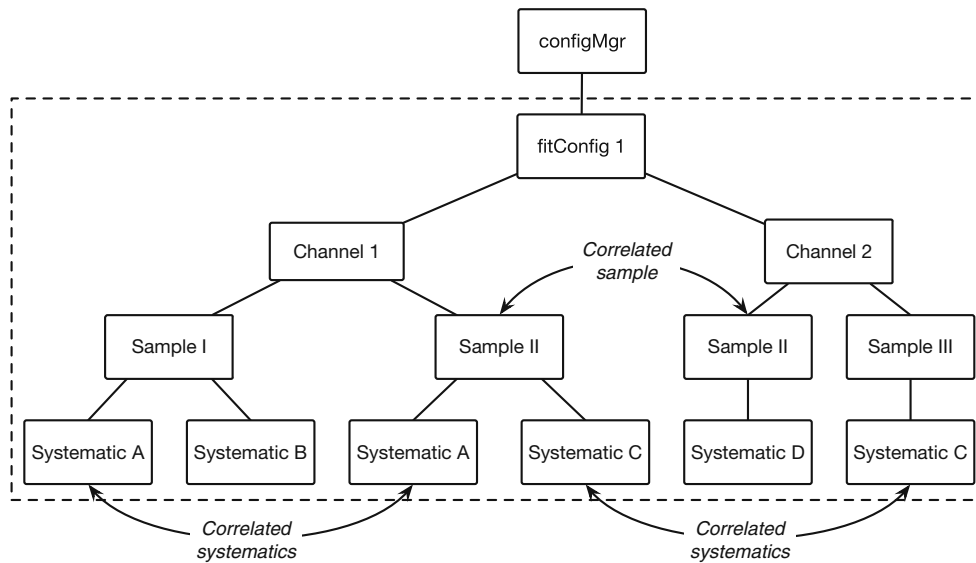 configMgr
fitConfig 1
Channel 1
Correlated
sample
Channel 2
Sample I
Sample II
Sample II
Sample III
Systematic A
Systematic B
Systematic A
Systematic C
Systematic D
Systematic C
Correlated
systematics
Correlated
systematics